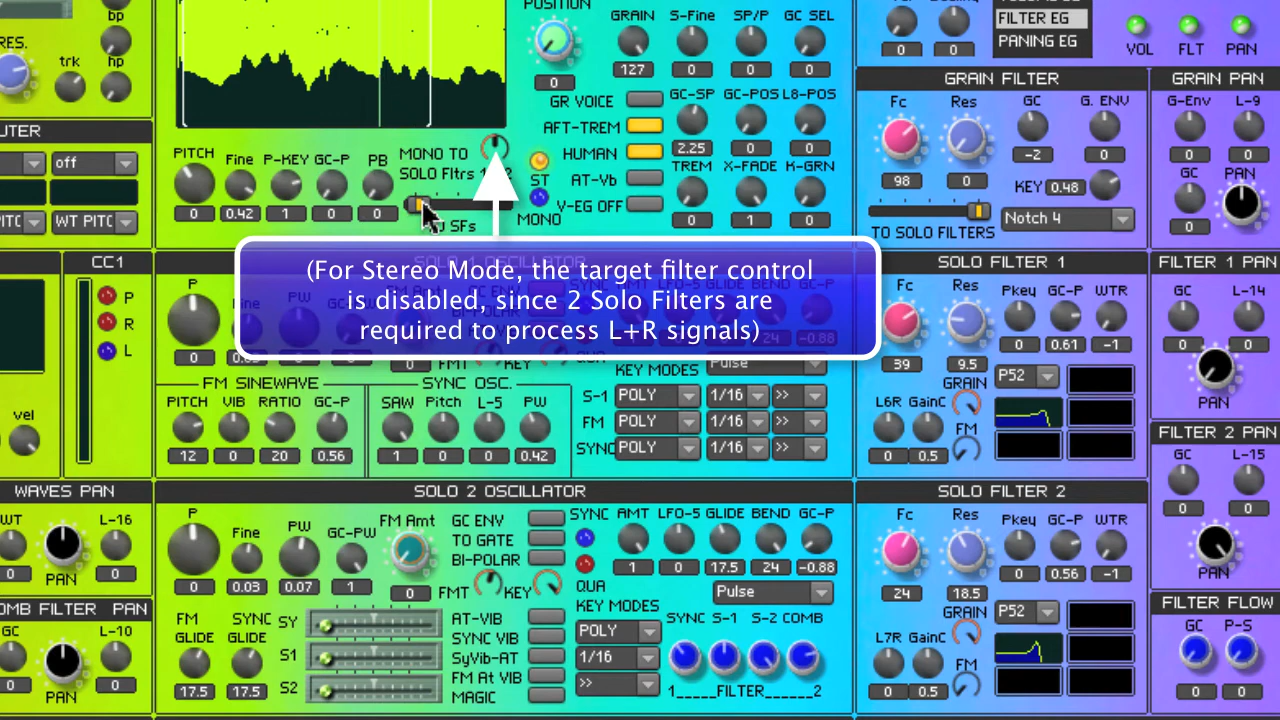 bp
RES.
trk
hp
UTER
off
WT PITC
PITCH
Fine
P-KEY
GC-P
PB
0
0.42
1
0
0
MONO TO
SOLO Fltrs
SFs
POSITION
0
ST
MONO
GRAIN
S-Fine
SP/P
GC SEL
127
0
0
0
GR VOICE
AFT-TREM
HUMAN
AT-Vb
V-EG OFF
GC-SP
GC-POS
L8-POS
2.25
0
0
TREM
X-FADE
K-GRN
0
1
0
0
0
FILTER EG
PANING EG
VOL
FLT
PAN
GRAIN FILTER
Fc
Res
GC
G. ENV
98
0
-2
0
KEY
0.48
TO SOLO FILTERS
Notch 4
GRAIN PAN
G-Env
L-9
0
0
GC
PAN
0
(For Stereo Mode, the target filter control
is disabled, since 2 Solo Filters are
required to process L+R signals)
CC1
P
R
L
vel
P
0
0
FMT
KEY
QUA
KEY MODES
Pulse
FM SINEWAVE
PITCH
VIB
RATIO
GC-P
12
0
20
0.56
SYNC OSC.
SAW
Pitch
L-5
PW
1
0
0
0.42
S-1
POLY
1/16
>>
FM
POLY
1/16
>>
SYNC
POLY
1/16
>>
SOLO FILTER 1
Fc
Res
Pkey
GC-P
WTR
39
9.5
0
0.61
-1
GRAIN
P52
L6R
GainC
FM
0
0.5
FILTER 1 PAN
GC
L-14
0
0
PAN
FILTER 2 PAN
GC
L-15
0
0
PAN
WAVES PAN
WT
L-16
0
PAN
0
OMB FILTER PAN
GC
L-10
0
PAN
0
SOLO 2 OSCILLATOR
P
Fine
PW
GC-PW
FM Amt
0
0.03
0.07
1
0
GC ENV
TO GATE
BI-POLAR
FMT
KEY
SYNC
QUA
AMT
LFO-5
GLIDE
BEND
GC-P
1
0
17.5
24
-0.88
Pulse
FM
GLIDE
SYNC
GLIDE
17.5
17.5
SY
S1
S2
AT-VIB
SYNC VIB
SyVib-AT
FM At VIB
MAGIC
KEY MODES
POLY
1/16
>>
SYNC S-1 S-2 COMB
1_____FILTER______2
SOLO FILTER 2
Fc
Res
Pkey
GC-P
WTR
24
18.5
0
0.56
-1
GRAIN
P52
L7R
GainC
FM
0
0.5
FILTER FLOW
GC
P-S
0
0